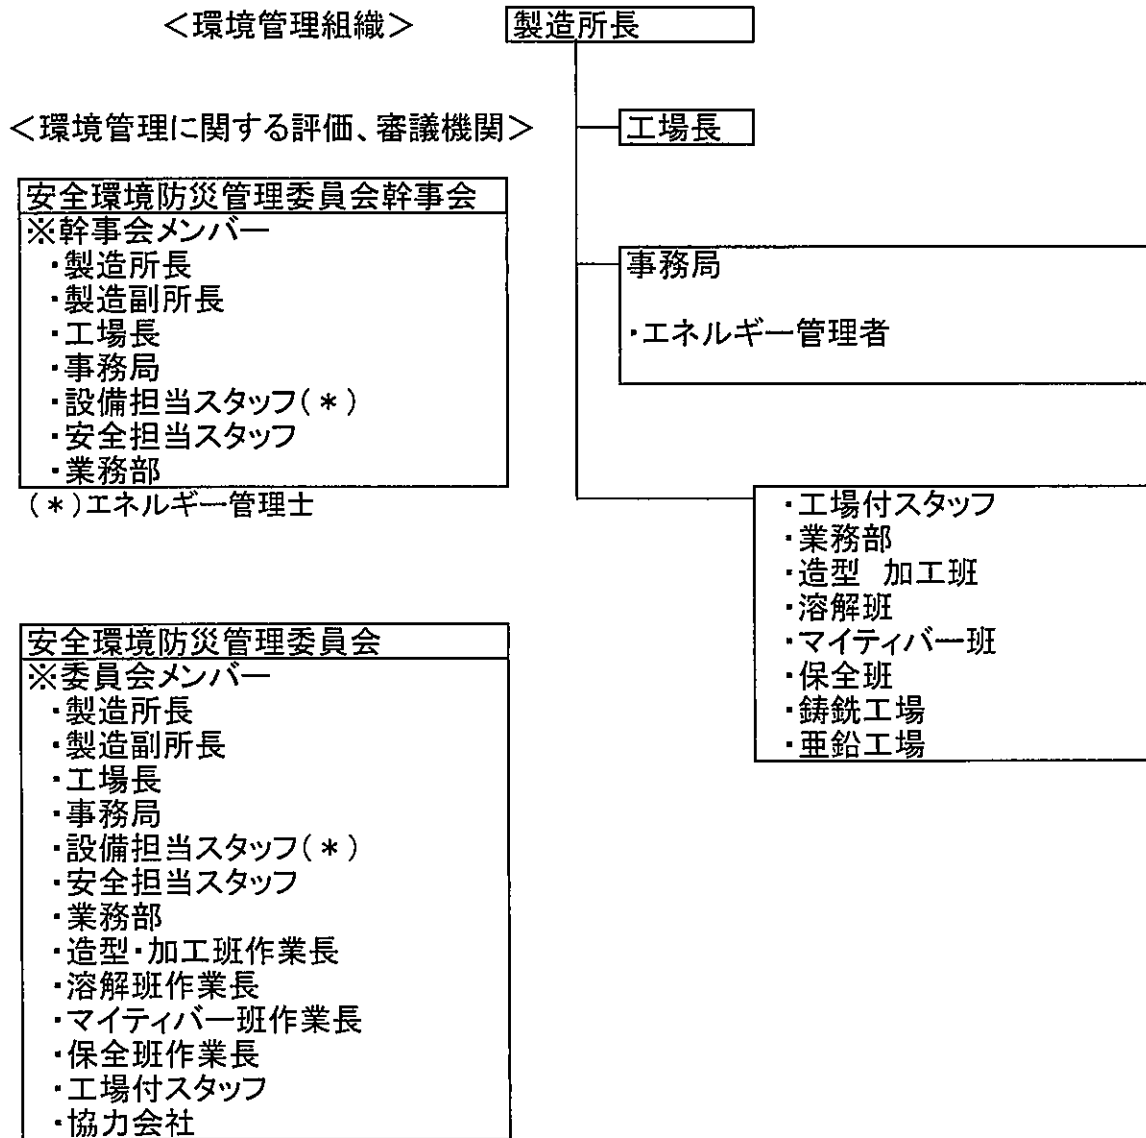 <環境管理組織>
製造所長
<環境管理に関する評価、審議機関>
工場長
安全環境防災管理委員会幹事会
※幹事会メンバー
・製造所長
・製造副所長
・工場長
・事務局
・設備担当スタッフ(*)
・安全担当スタッフ
・業務部
(*)エネルギー管理士
事務局
・エネルギー管理者
・工場付スタッフ
・業務部
・造型 加工班
・溶解班
・マイティバー班
・保全班
・鋳銑工場
・亜鉛工場
安全環境防災管理委員会
※委員会メンバー
・製造所長
・製造副所長
・工場長
・事務局
・設備担当スタッフ(*)
・安全担当スタッフ
・業務部
・造型・加工班作業長
・溶解班作業長
・マイティバー班作業長
・保全班作業長
・工場付スタッフ
・協力会社